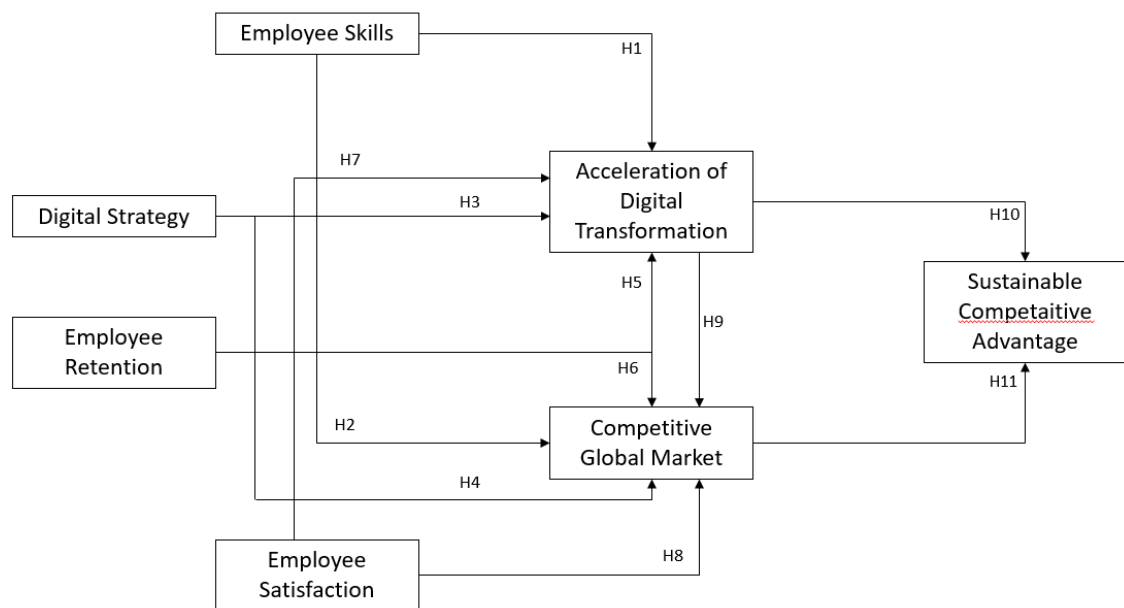 Employee Skills
H1
H7
Acceleration of
Digital
Transformation
Digital Strategy
H3
H10
H5
Sustainable
Competaitive
Advantage
Employee
Retention
H9
H6
H11
H2
Competitive
Global Market
H4
Employee
Satisfaction
H8